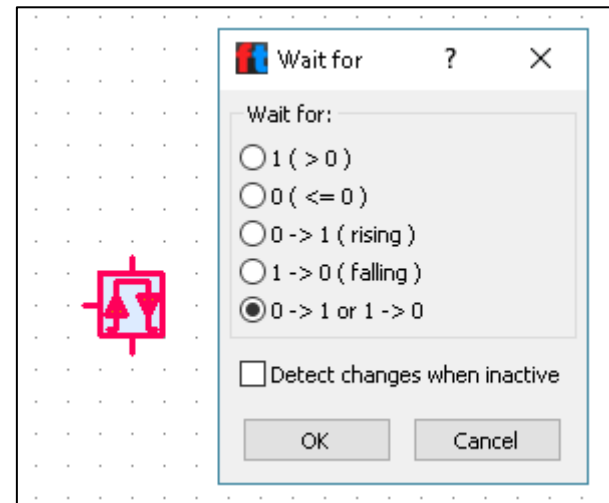 ft Wait for ? ×
Wait for:
1 ( > 0 )
0 ( <= 0 )
0 -> 1 ( rising )
1 -> 0 ( falling )
0 -> 1 or 1 -> 0
Detect changes when inactive
OK Cancel